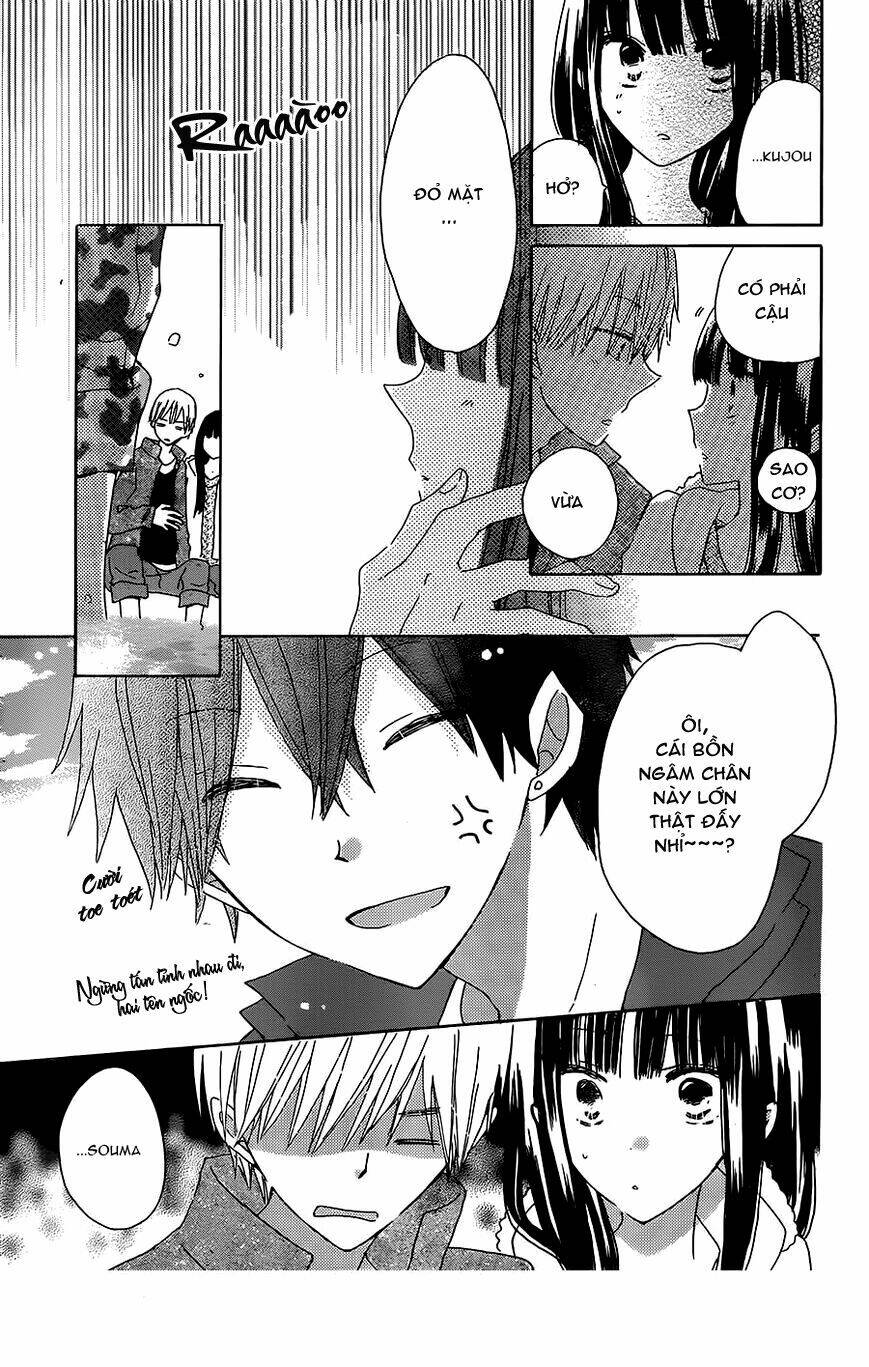 ...KUJOU
HỞ?
CÓ PHẢI
CẬU
SAO
CƠ?
VỪA
ĐỎ MẶT
...
Raaaàoo
ÔI,
CÁI BỒN
NGÂM CHÂN
NÀY LỚN
THẬT ĐẤY
NHỈ~~~?
Cười
toe toét
Ngừng tán tỉnh nhau đi,
hai tên ngốc!
...SOUMA